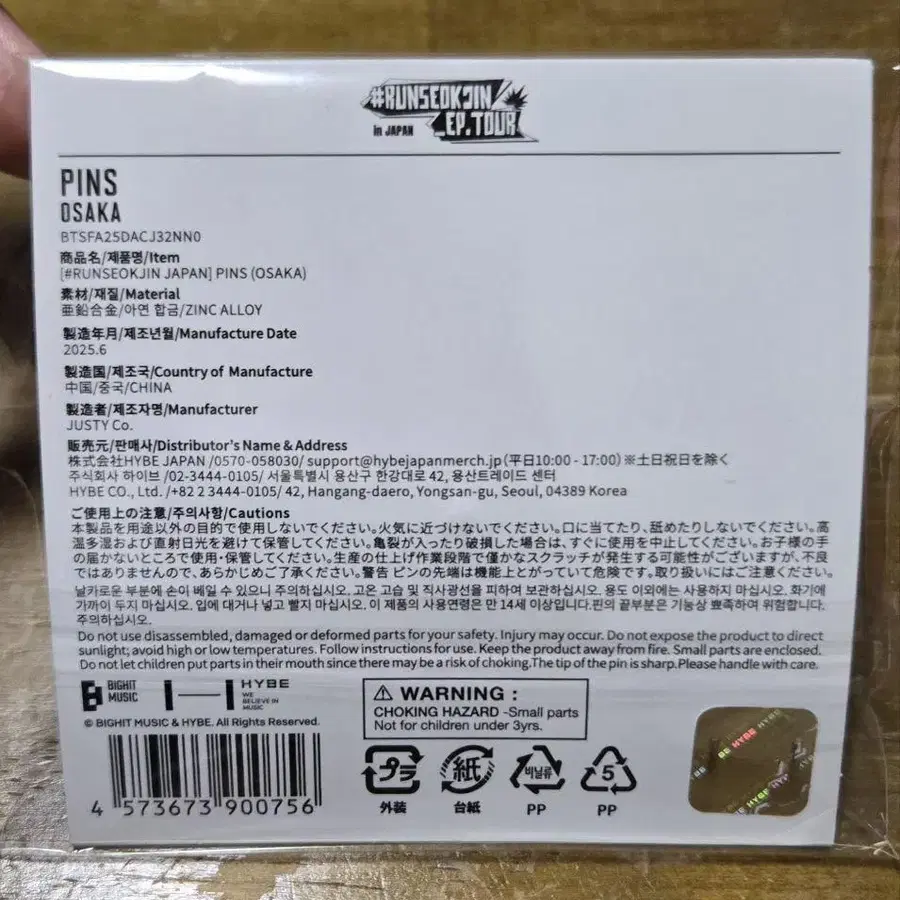 #RUNSEOKJIN
_EP.TOUR
in JAPAN
PINS
OSAKA
BTSFA25DACJ32NN0
商品名/제품명/Item
[#RUNSEOKJIN JAPAN] PINS (OSAKA)
素材/재질/Material
亜鉛合金/아연 합금/ZINC ALLOY
製造年月/제조년월/Manufacture Date
2025.6
製造国/제조국/Country of Manufacture
中国/중국/CHINA
製造者/제조자명/Manufacturer
JUSTY Co.
販売元/판매사/Distributor's Name & Address
株式会社HYBE JAPAN /0570-058030/ support@hybejapanmerch.jp (平日10:00 - 17:00) ※土日祝日を除く
주식회사 하이브 /02-3444-0105/ 서울특별시 용산구 한강대로 42, 용산트레이드 센터
HYBE CO., Ltd. /+82 2 3444-0105/ 42, Hangang-daero, Yongsan-gu, Seoul, 04389 Korea
ご使用上の注意/주의사항/Cautions
本製品を用途以外の目的で使用しないでください。火気に近づけないでください。口に当てたり、舐めたりしないでください。高
温多湿および直射日光を避けて保管してください。亀裂が入ったり破損した場合は、すぐに使用を中止してください。お子様の手
の届かないところで使用・保管してください。生産の仕上げ作業段階で僅かなスクラッチが発生する可能性がございますが、不良
ではありませんので、あらかじめご了承ください。警告 ピンの先端は機能上とがっていて危険です。取り扱いにはご注意ください。
날카로운 부분에 손이 베일 수 있으니 주의하십시오. 고온 고습 및 직사광선을 피하여 보관하십시오. 용도 이외에는 사용하지 마십시오. 화기에
가까이 두지 마십시오. 입에 대거나 넣고 빨지 마십시오. 이 제품의 사용연령은 만 14세 이상입니다.핀의 끝부분은 기능상 뾰족하여 위험합니다.
주의하십시오.
Do not use disassembled, damaged or deformed parts for your safety. Injury may occur. Do not expose the product to direct
sunlight; avoid high or low temperatures. Follow instructions for use. Keep the product away from fire. Small parts are enclosed.
Do not let children put parts in their mouth since there may be a risk of choking.The tip of the pin is sharp.Please handle with care.
BIGHIT
MUSIC
HYBE
WE
BELIEVE IN
MUSIC
© BIGHIT MUSIC & HYBE. All Rights Reserved.
WARNING :
CHOKING HAZARD -Small parts
Not for children under 3yrs.
4 573673 900756
プラ
外装
紙
台紙
비닐류
PP
5
PP
BE HYBE HYBE
HYBE HYBE